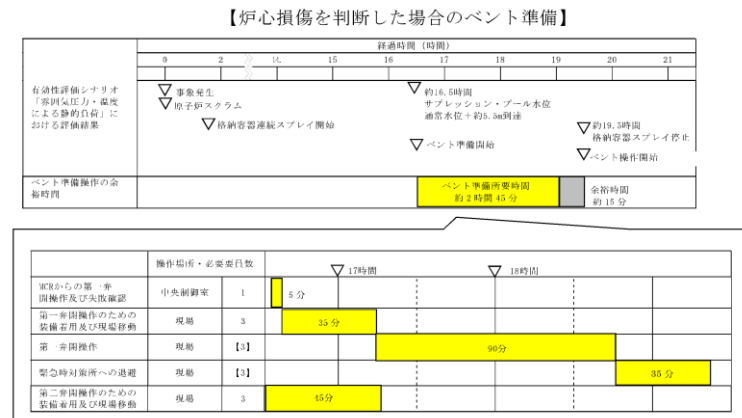 【炉心損傷を判断した場合のベント準備】
経過時間（時間）
0 2 14 15 16 17 18 19 20 21
有効性評価シナリオ
「雰囲気圧力・温度
による静的負荷」に
おける評価結果
事象発生
原子炉スクラム
格納容器連続スプレイ開始
約16.5時間
サプレッション・プール水位
通常水位＋約5.5m到達
ベント準備開始
約19.5時間
格納容器スプレイ停止
ベント操作開始
ベント準備操作の余
裕時間
ベント準備所要時間
約2時間45分
余裕時間
約15分
操作場所・必要要員数
17時間
18時間
MCRからの第一弁
開操作及び失敗確認
中央制御室
1
5分
第一弁開操作のための
装備着用及び現場移動
現場
3
35分
第一弁開操作
現場
【3】
90分
緊急時対策所への退避
現場
【3】
35分
第二弁開操作のための
装備着用及び現場移動
現場
3
45分